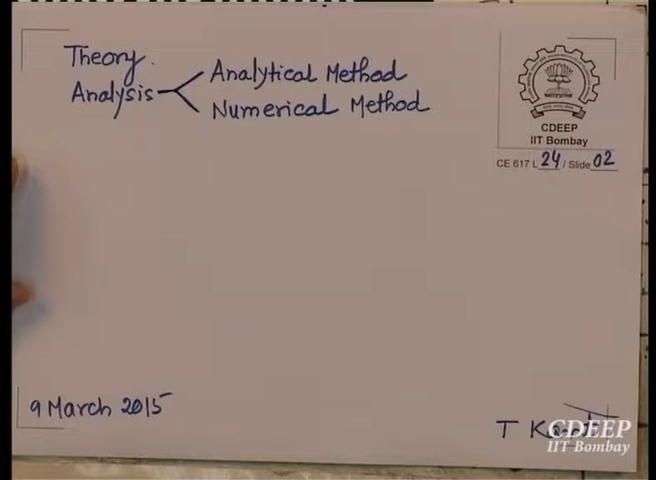 Theory.
Analysis
Analytical Method
Numerical Method
CDEEP
IIT Bombay
CE 617 L 24 / Slide 02
9 March 2015
T
CDEEP
IIT Bombay